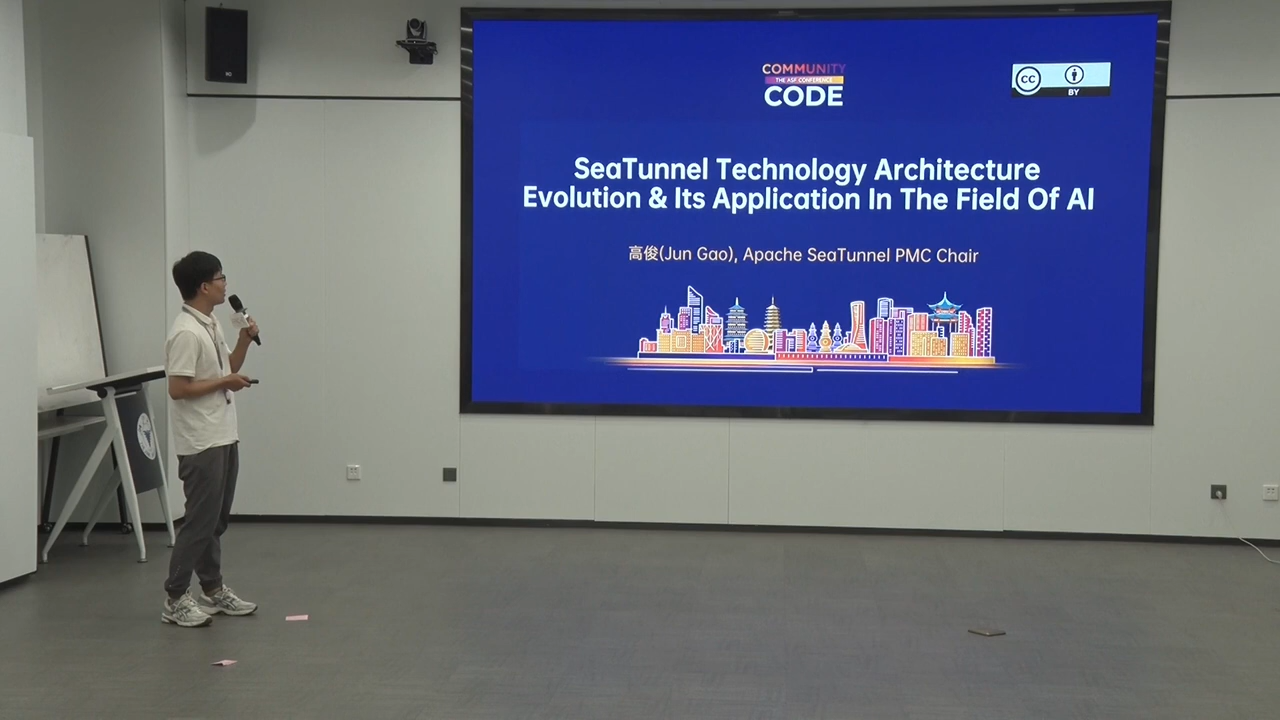 COMMUNITY
THE ASF CONFERENCE
CODE
CC
BY
SeaTunnel Technology Architecture
Evolution & Its Application In The Field Of AI
高俊(Jun Gao), Apache SeaTunnel PMC Chair